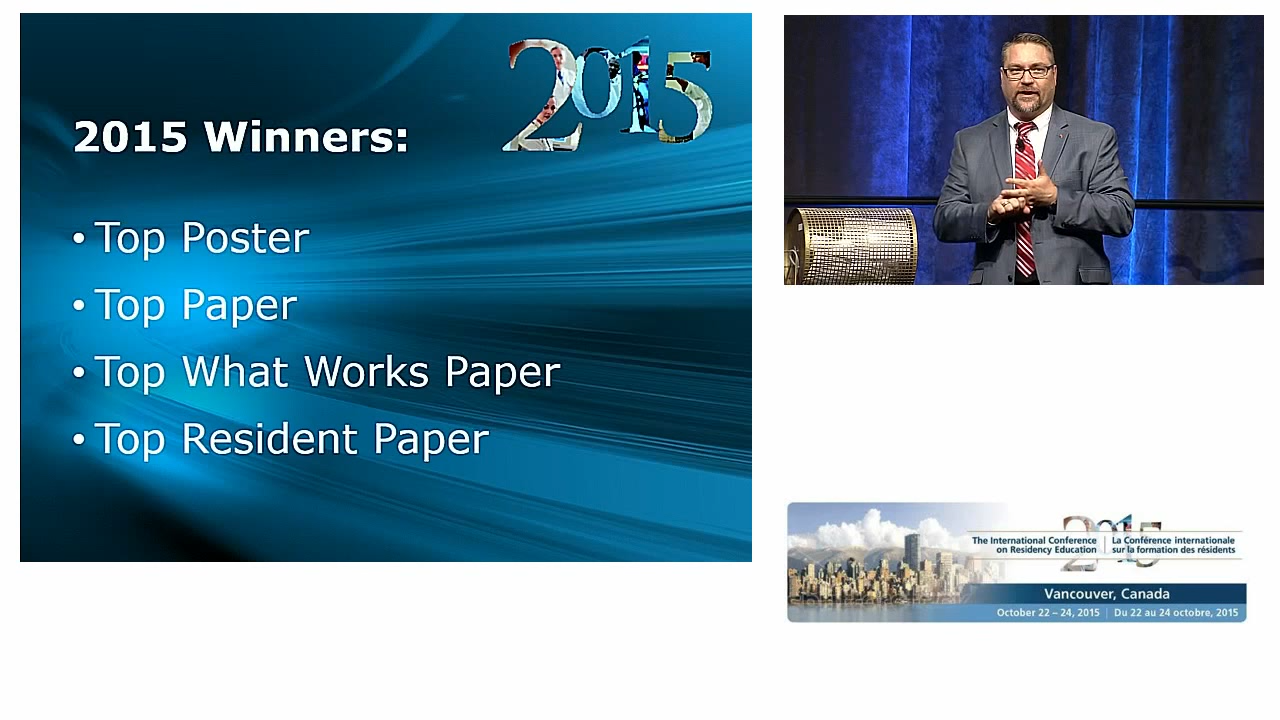 2015
2015 Winners:
• Top Poster
• Top Paper
• Top What Works Paper
• Top Resident Paper
2015
The International Conference
on Residency Education
La Conférence internationale
sur la formation des résidents
Vancouver, Canada
October 22 – 24, 2015 | Du 22 au 24 octobre, 2015